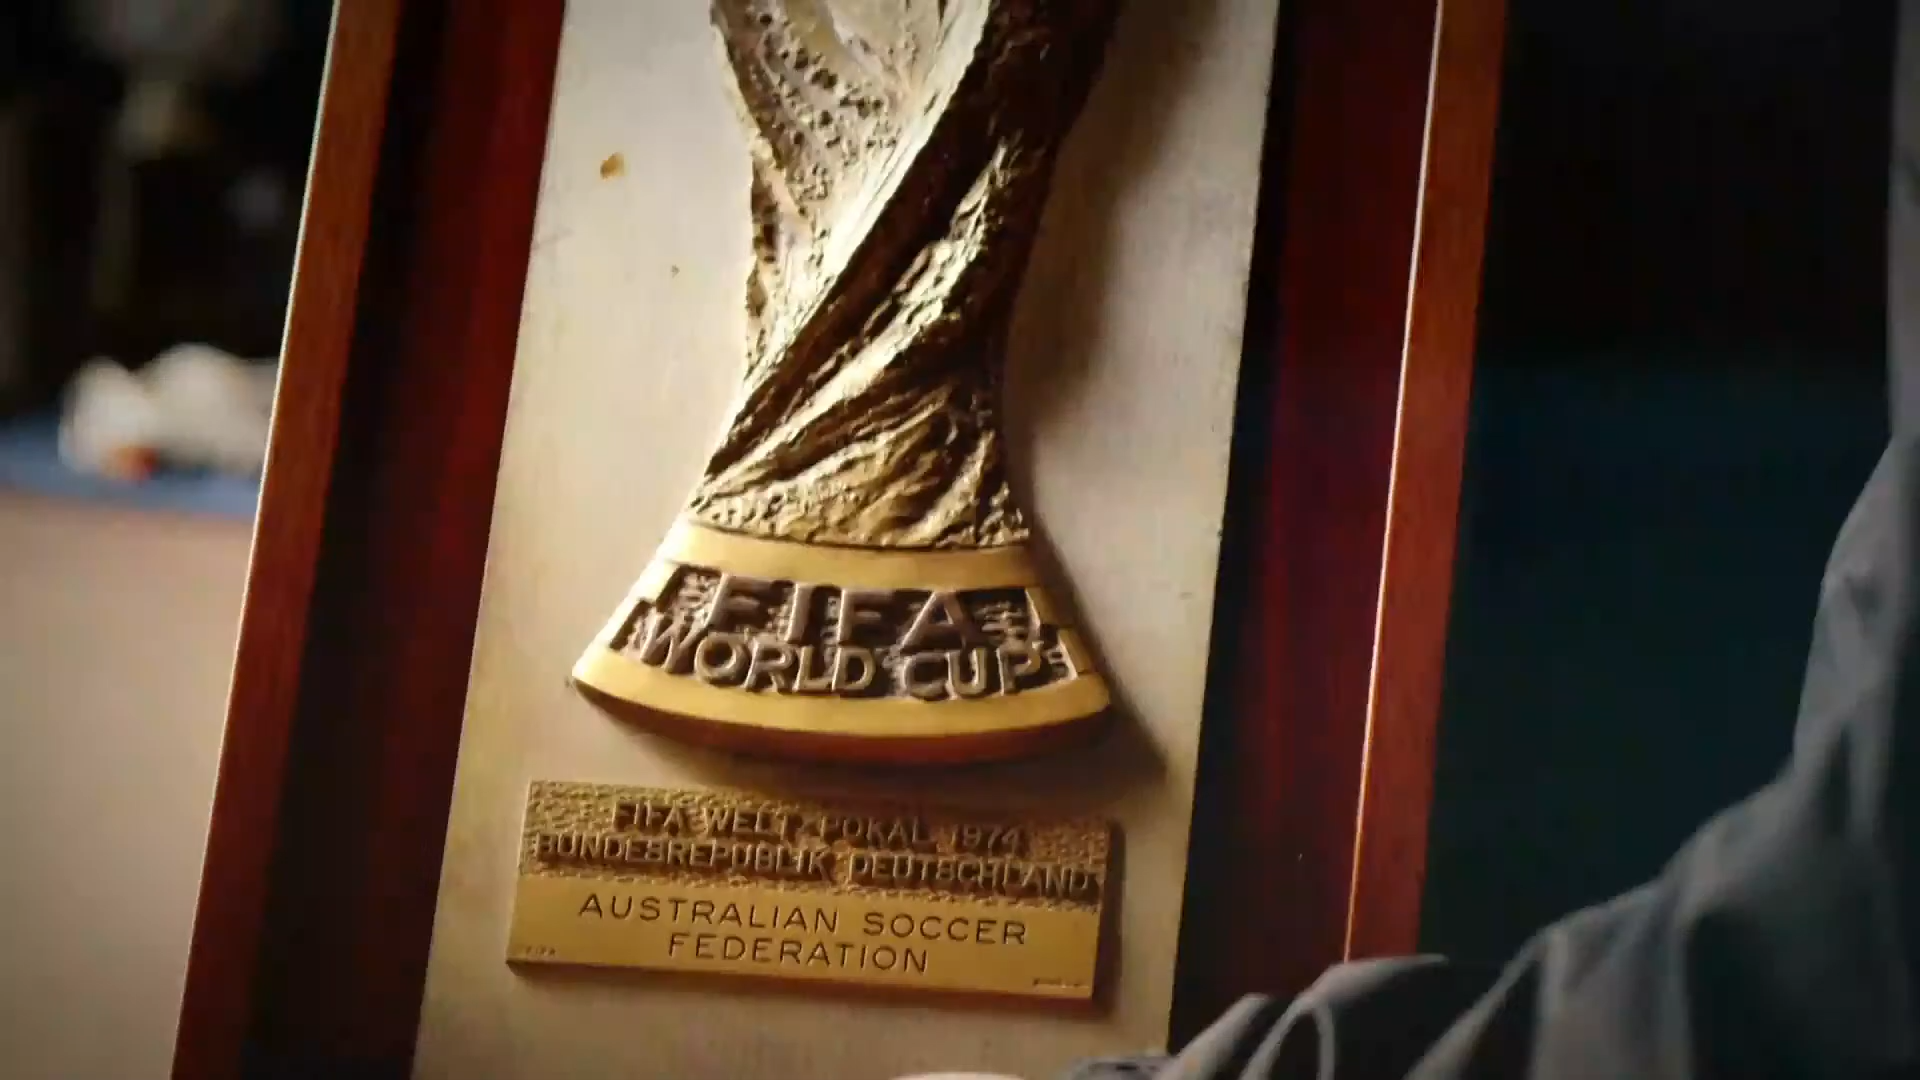 FIFA
WORLD CUP
FIFA WELT-POKAL 1974
BUNDESREPUBLIK DEUTSCHLAND
AUSTRALIAN SOCCER
FEDERATION